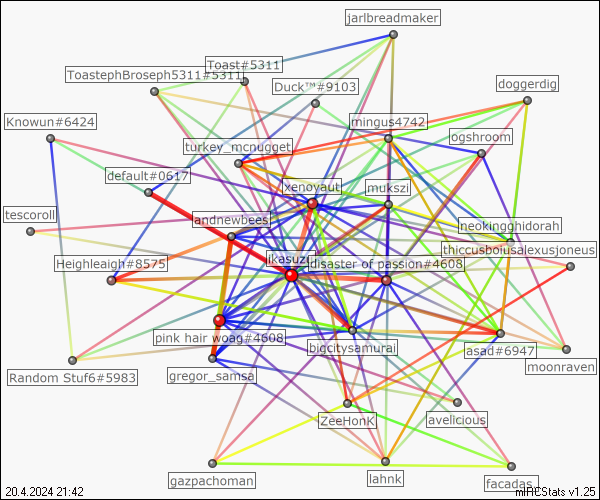 jarlbreadmaker
Toast#5311
ToastephBroseph5311#5311
Duck™#9103
doggerdig
Knowun#6424
mingus4742
jogshroom
turkey_mcnugget
default#0617
xenoyaut
mukszi
tescoroll
andnewbees
neokingghidorah
thiccusboiusalexusjoneus
ikasuzu
disaster of passion#4608
Heighleaigh#8575
pink hair woag#4608
bigcitysamurai
asad#6947
moonraven
Random Stuf6#5983
gregor_samsa
ZeeHonK
avelicious
gazpachoman
lahnk
facadas_
20.4.2024 21:42
mIRCStats v1.25